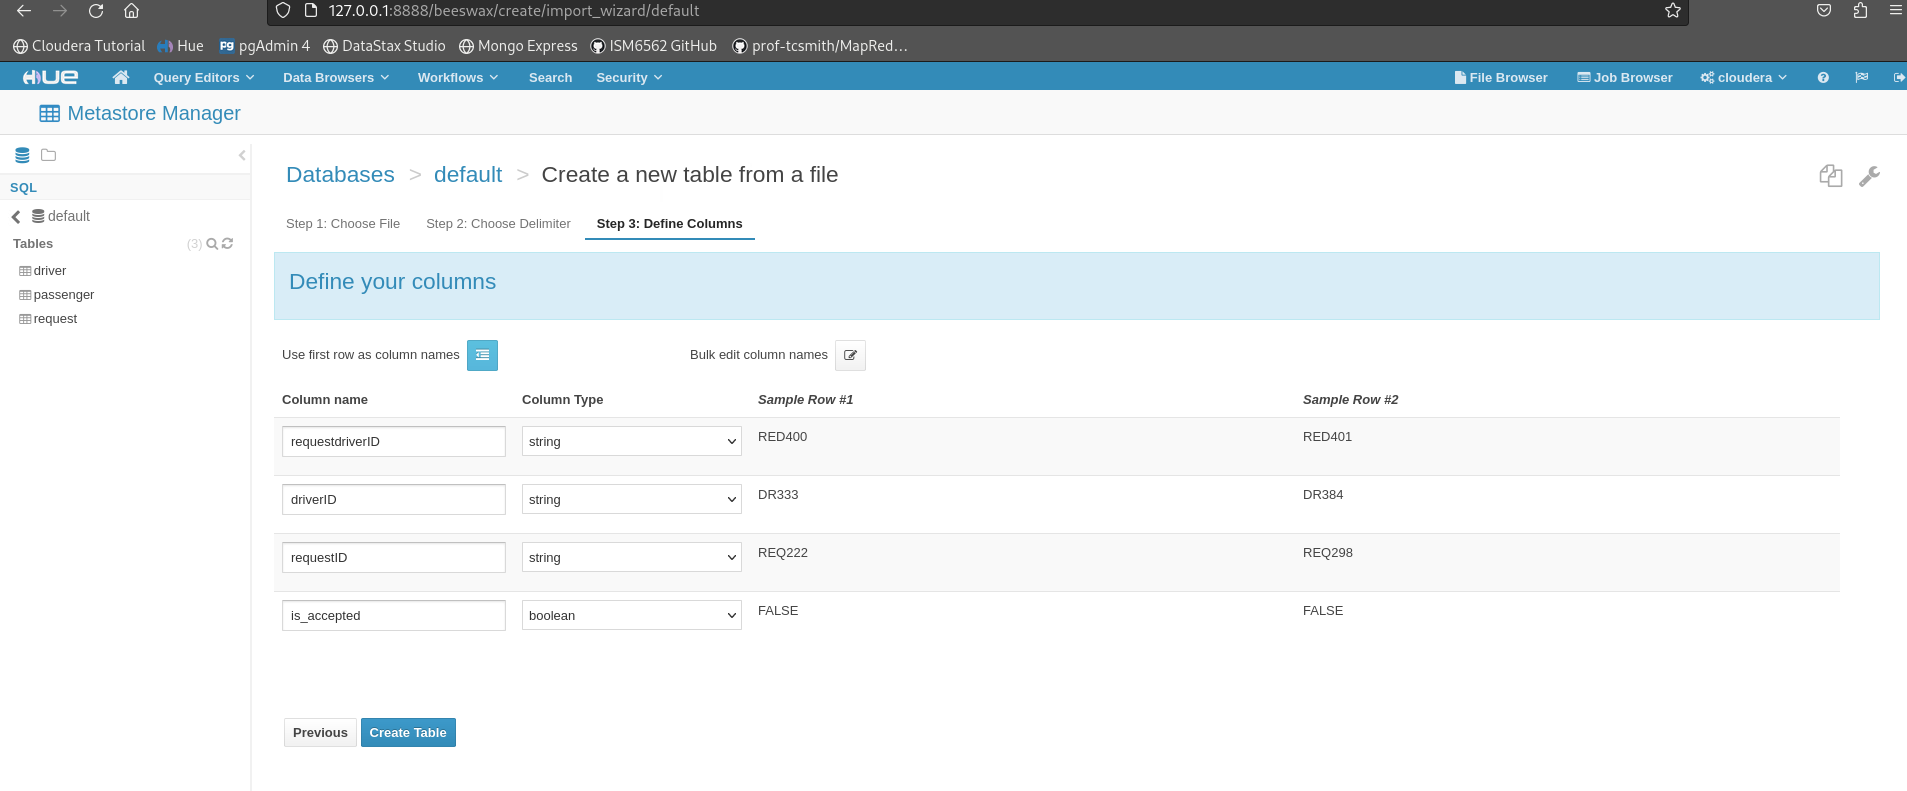 127.0.0.1:8888/beeswax/create/import_wizard/default
Cloudera Tutorial Hue pgAdmin 4 DataStax Studio Mongo Express ISM6562 GitHub prof-tcsmith/MapRed…
HUE Query Editors Data Browsers Workflows Search Security File Browser Job Browser cloudera
Metastore Manager
SQL
default
Tables (3)
driver
passenger
request
Databases > default > Create a new table from a file
Step 1: Choose File Step 2: Choose Delimiter Step 3: Define Columns
Define your columns
Use first row as column names Bulk edit column names
Column name Column Type Sample Row #1 Sample Row #2
requestdriverID string RED400 RED401
driverID string DR333 DR384
requestID string REQ222 REQ298
is_accepted boolean FALSE FALSE
Previous Create Table